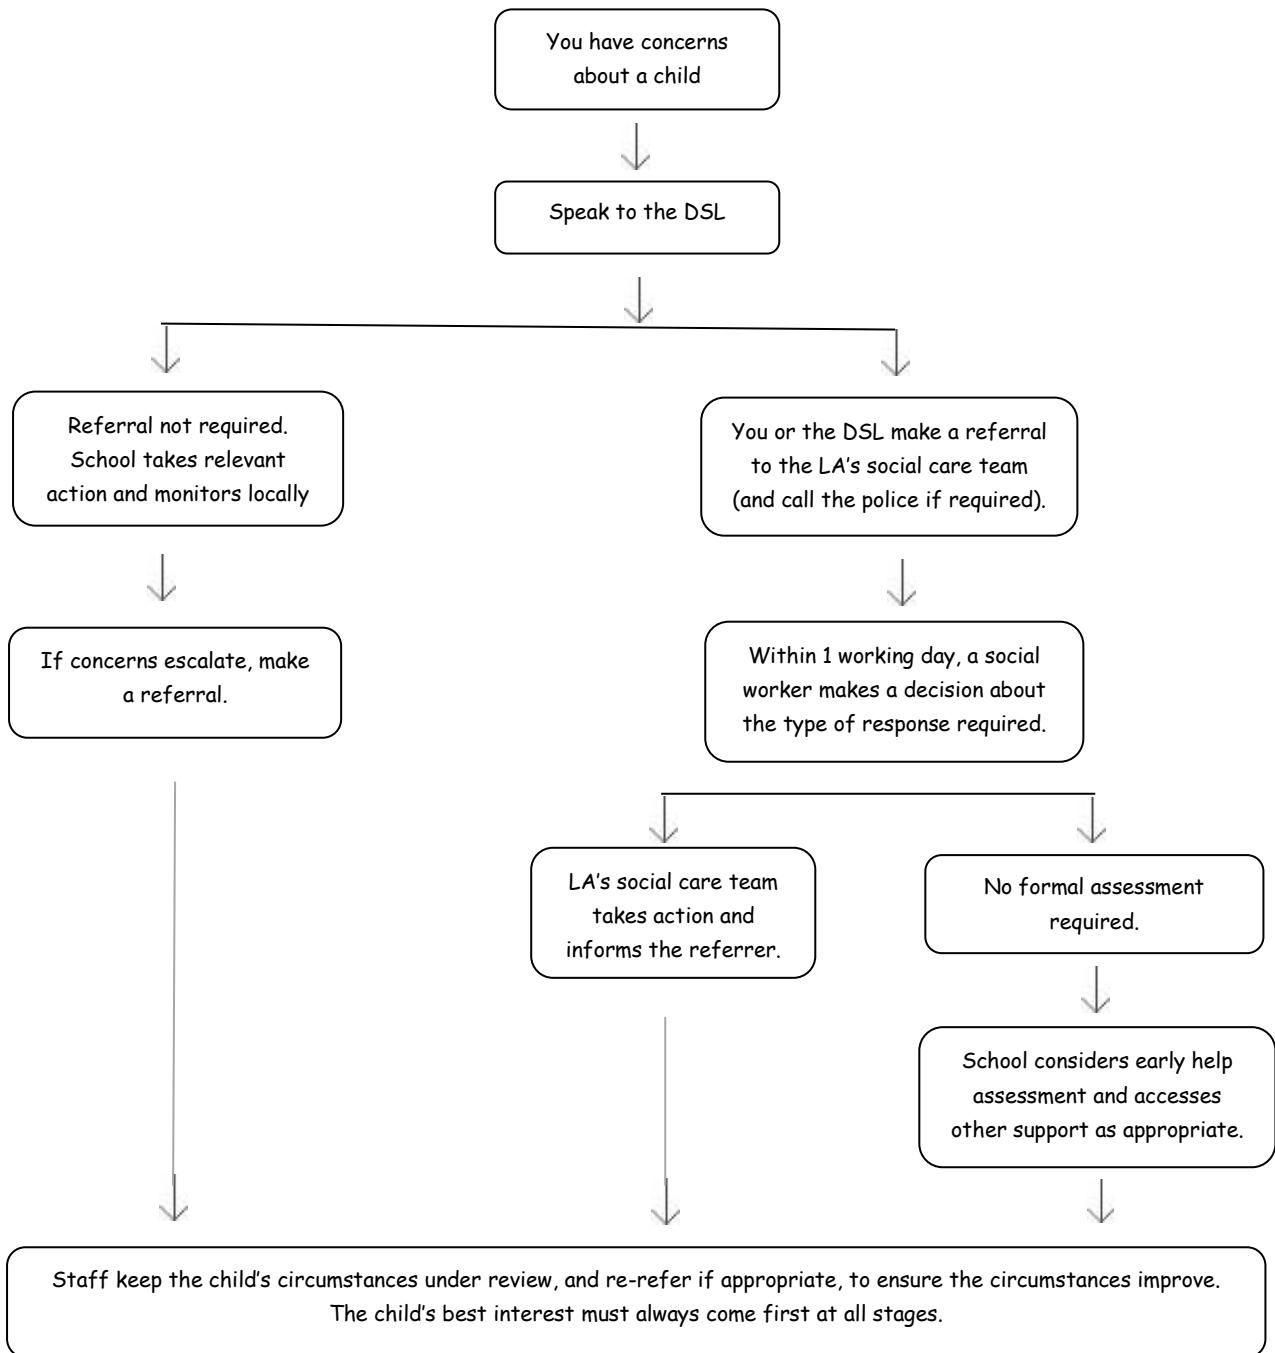 You have concerns
about a child
Speak to the DSL
Referral not required.
School takes relevant
action and monitors locally
You or the DSL make a referral
to the LA’s social care team
(and call the police if required).
If concerns escalate, make
a referral.
Within 1 working day, a social
worker makes a decision about
the type of response required.
LA’s social care team
takes action and
informs the referrer.
No formal assessment
required.
School considers early help
assessment and accesses
other support as appropriate.
Staff keep the child’s circumstances under review, and re-refer if appropriate, to ensure the circumstances improve.
The child’s best interest must always come first at all stages.